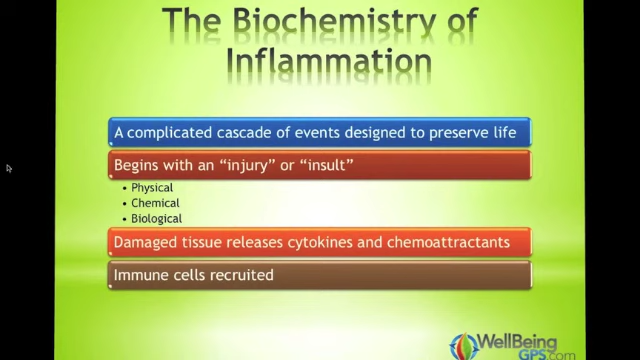 The Biochemistry of
Inflammation
A complicated cascade of events designed to preserve life
Begins with an “injury” or “insult”
• Physical
• Chemical
• Biological
Damaged tissue releases cytokines and chemoattractants
Immune cells recruited
WellBeing
GPS.com